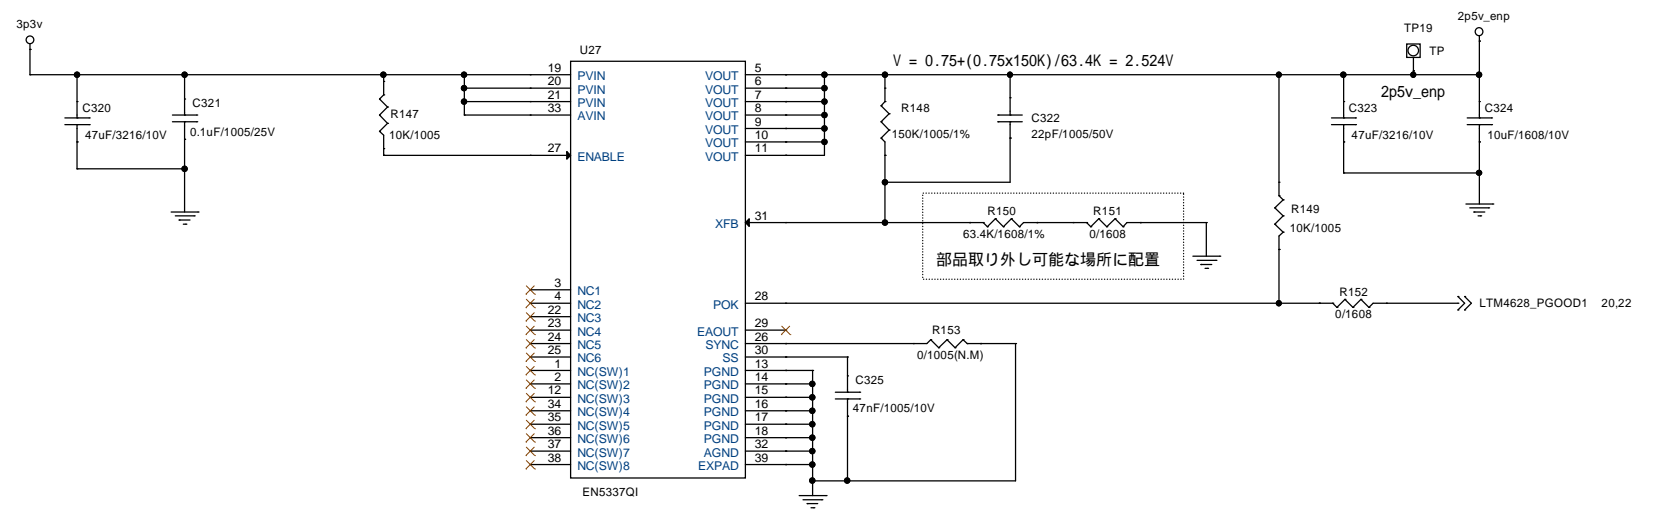 3p3v
C320
47uF/3216/10V
C321
0.1uF/1005/25V
R147
10K/1005
U27
19 PVIN
20 PVIN
21 PVIN
33 AVIN
27 ENABLE
3 NC1
4 NC2
22 NC3
23 NC4
24 NC5
25 NC6
1 NC(SW)1
2 NC(SW)2
12 NC(SW)3
34 NC(SW)4
35 NC(SW)5
36 NC(SW)6
37 NC(SW)7
38 NC(SW)8
VOUT 5
VOUT 6
VOUT 7
VOUT 8
VOUT 9
VOUT 10
VOUT 11
XFB 31
POK 28
EAOUT 29
SYNC 26
SS 30
PGND 13
PGND 14
PGND 15
PGND 16
PGND 17
PGND 18
AGND 32
EXPAD 39
EN5337QI
V = 0.75+(0.75x150K)/63.4K = 2.524V
R148
150K/1005/1%
C322
22pF/1005/50V
R150
63.4K/1608/1%
R151
0/1608
部品取り外し可能な場所に配置
R153
0/1005(N.M)
C325
47nF/1005/10V
R149
10K/1005
R152
0/1608
LTM4628_PGOOD1 20,22
TP19
TP
2p5v_enp
2p5v_enp
C323
47uF/3216/10V
C324
10uF/1608/10V